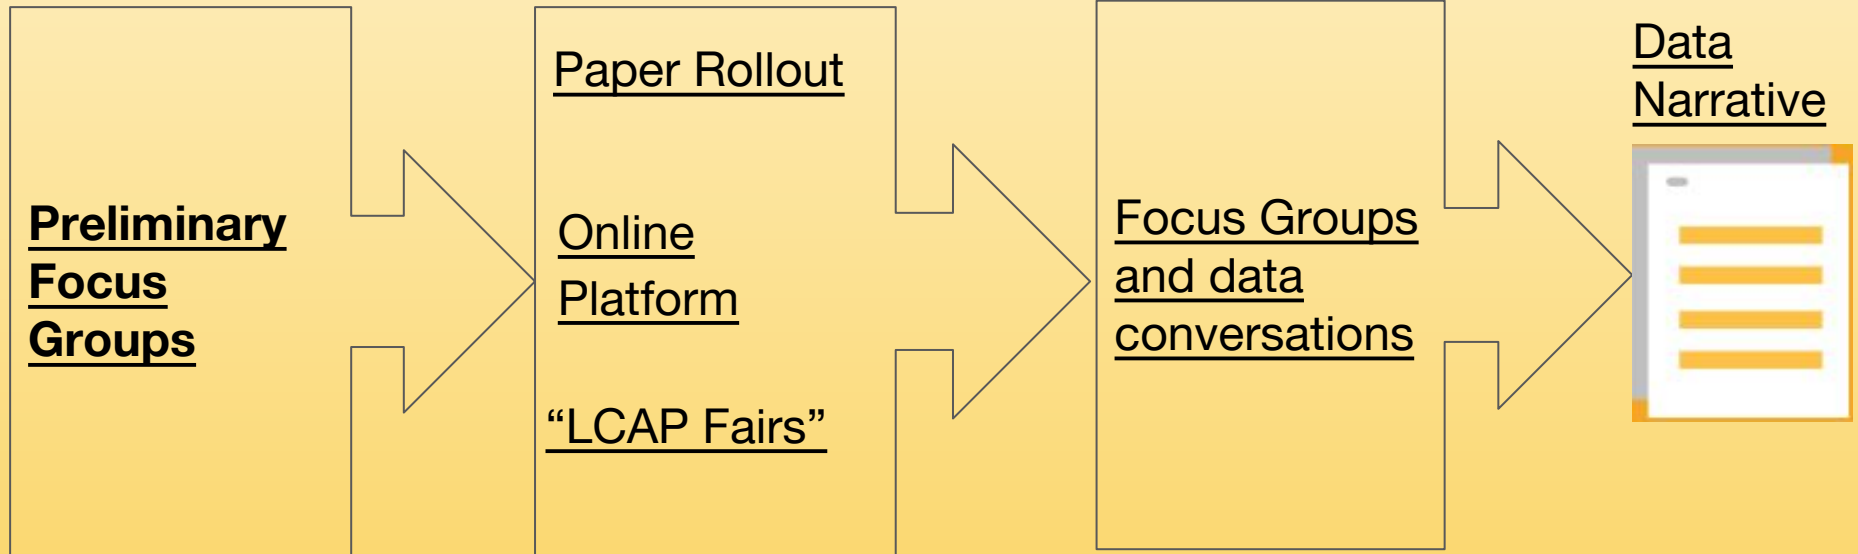 Preliminary
Focus
Groups
Paper Rollout
Online
Platform
“LCAP Fairs”
Focus Groups
and data
conversations
Data
Narrative